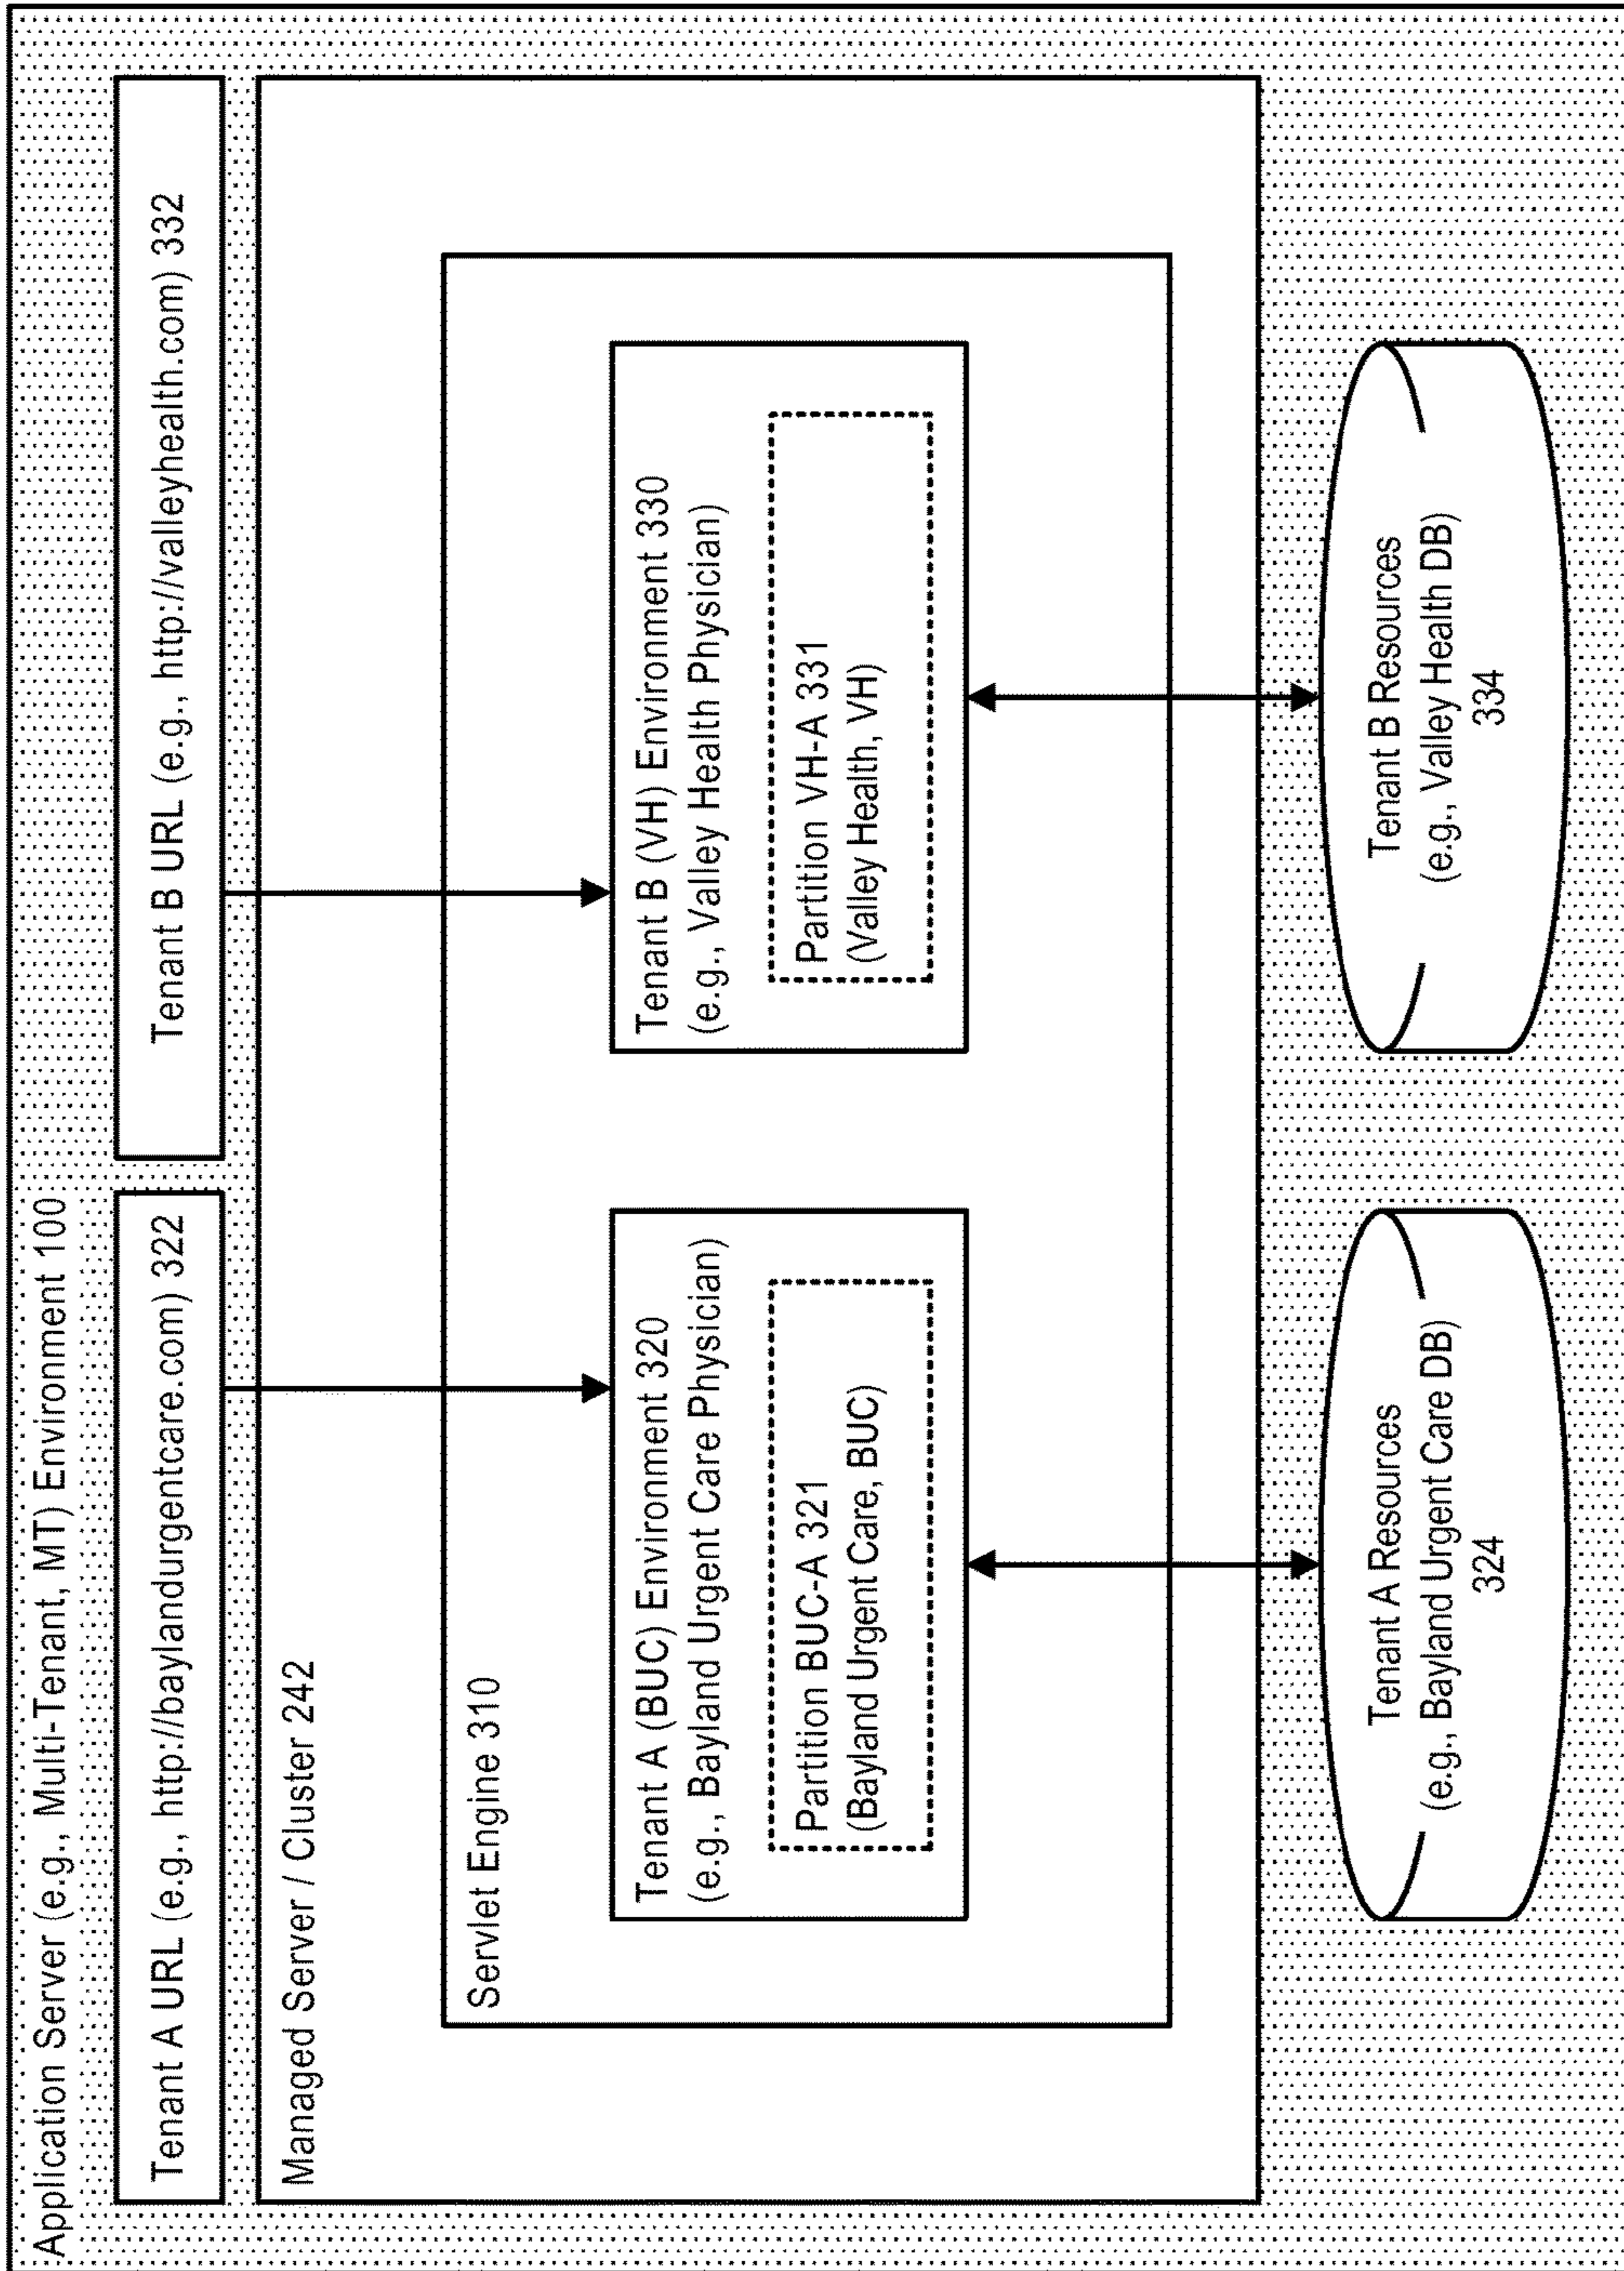 Application Server (e.g., Multi-Tenant, MT) Environment 100
Tenant A URL (e.g., http://baylandurgentcare.com) 322
Tenant B URL (e.g., http://valleyhealth.com) 332
Managed Server / Cluster 242
Servlet Engine 310
Tenant A (BUC) Environment 320
(e.g., Bayland Urgent Care Physician)
Partition BUC-A 321
(Bayland Urgent Care, BUC)
Tenant B (VH) Environment 330
(e.g., Valley Health Physician)
Partition VH-A 331
(Valley Health, VH)
Tenant A Resources
(e.g., Bayland Urgent Care DB)
324
Tenant B Resources
(e.g., Valley Health DB)
334